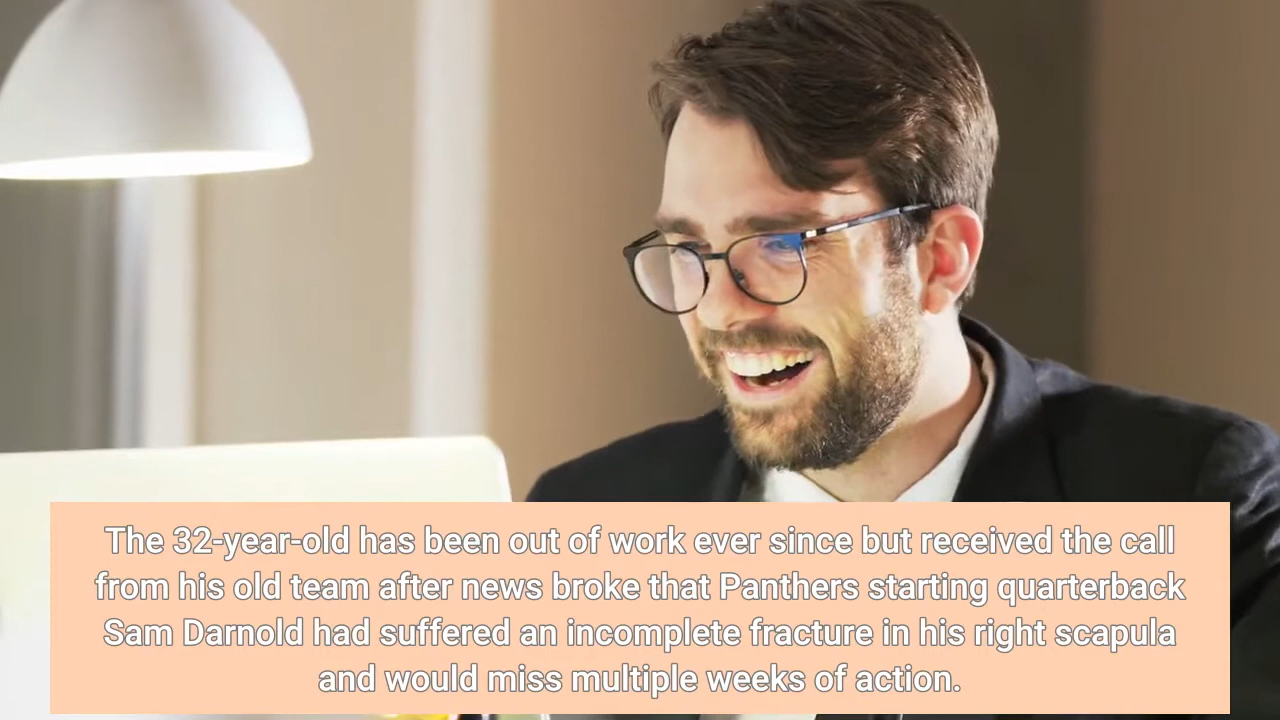 The 32-year-old has been out of work ever since but received the call
from his old team after news broke that Panthers starting quarterback
Sam Darnold had suffered an incomplete fracture in his right scapula
and would miss multiple weeks of action.